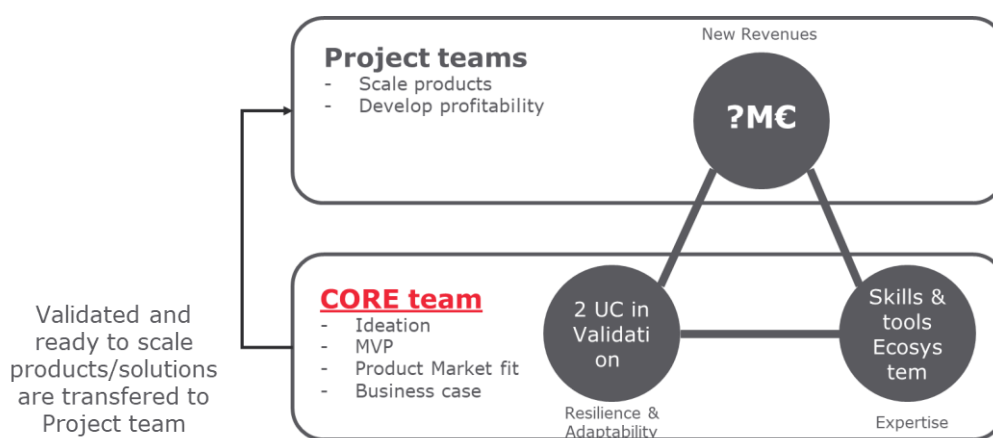 New Revenues
Project teams
- Scale products
- Develop profitability
?M€
CORE team
- Ideation
- MVP
- Product Market fit
- Business case
2 UC in
Validati
on
Skills &
tools
Ecosys
tem
Resilience &
Adaptability
Expertise
Validated and
ready to scale
products/solutions
are transfered to
Project team